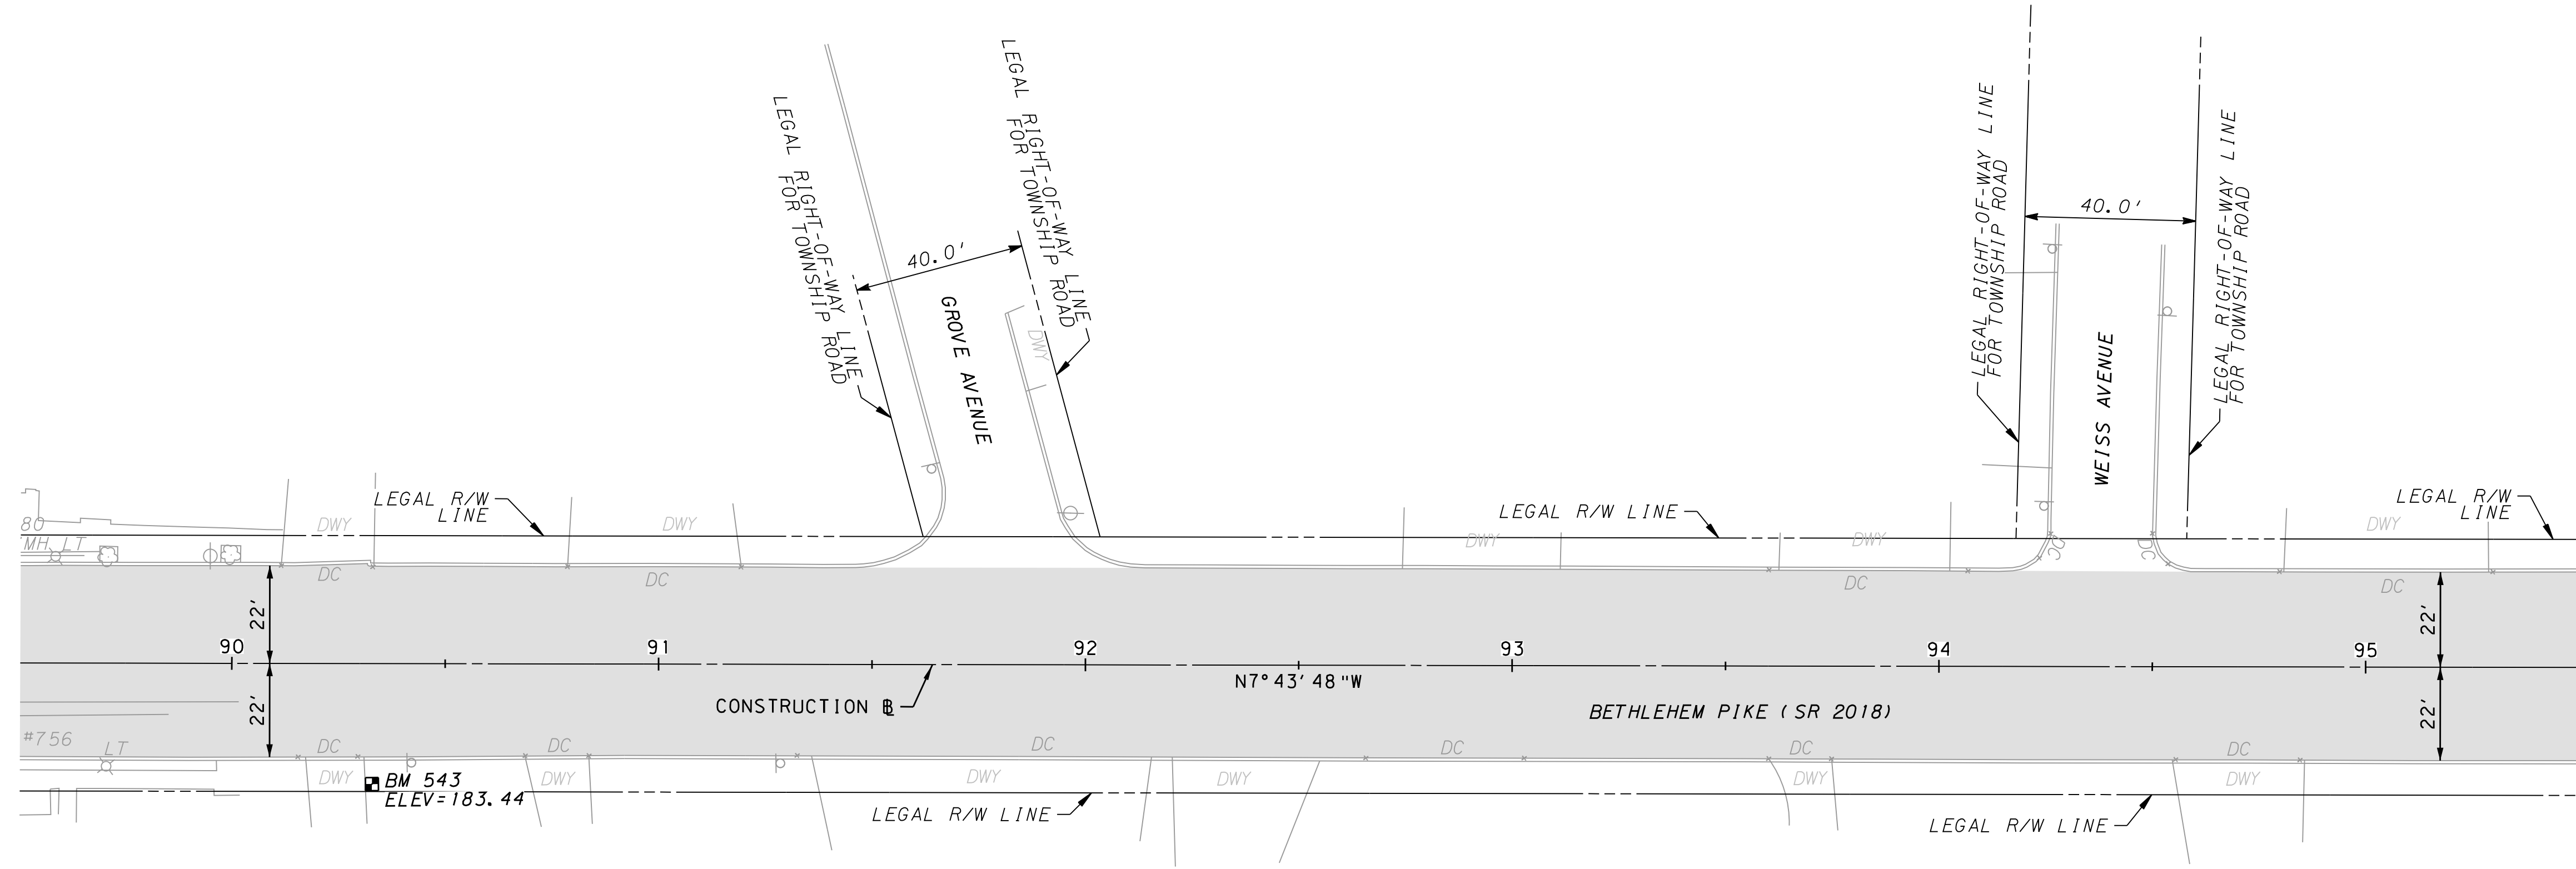 LEGAL RIGHT-OF-WAY LINE
FOR TOWNSHIP ROAD
LEGAL RIGHT-OF-WAY LINE
FOR TOWNSHIP ROAD
40.0'
GROVE AVENUE
DWY
LEGAL RIGHT-OF-WAY LINE
FOR TOWNSHIP ROAD
40.0'
LEGAL RIGHT-OF-WAY LINE
FOR TOWNSHIP ROAD
WEISS AVENUE
80
MH LT
DWY
LEGAL R/W
LINE
DWY
LEGAL R/W LINE
DWY
DWY
DC
DC
DWY
LEGAL R/W
LINE
DC
DC
DC
DC
22'
22'
90
91
92
93
94
95
22'
22'
CONSTRUCTION B
N7°43'48"W
BETHLEHEM PIKE (SR 2018)
#756
LT
DC
DC
DC
DC
DC
DC
DWY
BM 543
ELEV=183.44
DWY
DWY
DWY
DWY
DWY
LEGAL R/W LINE
LEGAL R/W LINE